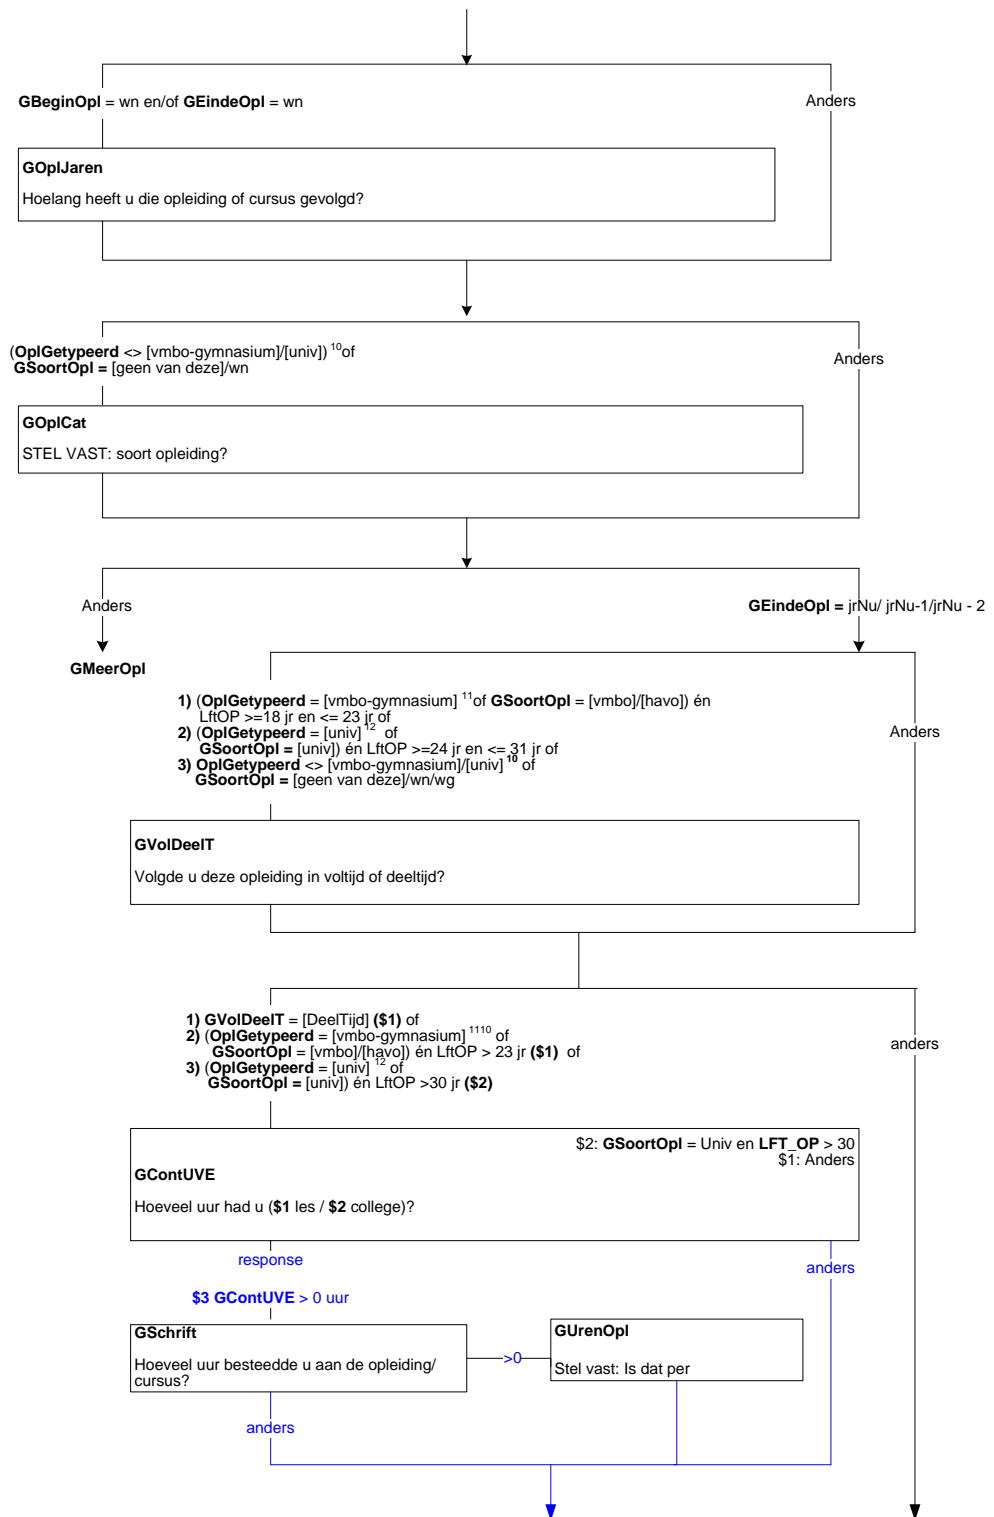 GBeginOpl = wn en/of GEindeOpl = wn
Anders
GOplJaren
Hoelang heeft u die opleiding of cursus gevolgd?
(OplGetypeerd <> [vmbo-gymnasium]/[univ]) 10of
GSoortOpl = [geen van deze]/wn
Anders
GOplCat
STEL VAST: soort opleiding?
Anders
GEindeOpl = jrNu/ jrNu-1/jrNu - 2
GMeerOpl
1) (OplGetypeerd = [vmbo-gymnasium] 11of GSoortOpl = [vmbo]/[havo]) én
LftOP >=18 jr en <= 23 jr of
2) (OplGetypeerd = [univ] 12 of
GSoortOpl = [univ]) én LftOP >=24 jr en <= 31 jr of
3) OplGetypeerd <> [vmbo-gymnasium]/[univ] 10 of
GSoortOpl = [geen van deze]/wn/wg
Anders
GVolDeelT
Volgde u deze opleiding in voltijd of deeltijd?
1) GVolDeelT = [DeelTijd] ($1) of
2) (OplGetypeerd = [vmbo-gymnasium] 1110 of
GSoortOpl = [vmbo]/[havo]) én LftOP > 23 jr ($1) of
3) (OplGetypeerd = [univ] 12 of
GSoortOpl = [univ]) én LftOP >30 jr ($2)
anders
$2: GSoortOpl = Univ en LFT_OP > 30
$1: Anders
GContUVE
Hoeveel uur had u ($1 les / $2 college)?
response
anders
$3 GContUVE > 0 uur
GSchrift
Hoeveel uur besteedde u aan de opleiding/
cursus?
>0
GUrenOpl
Stel vast: Is dat per
anders